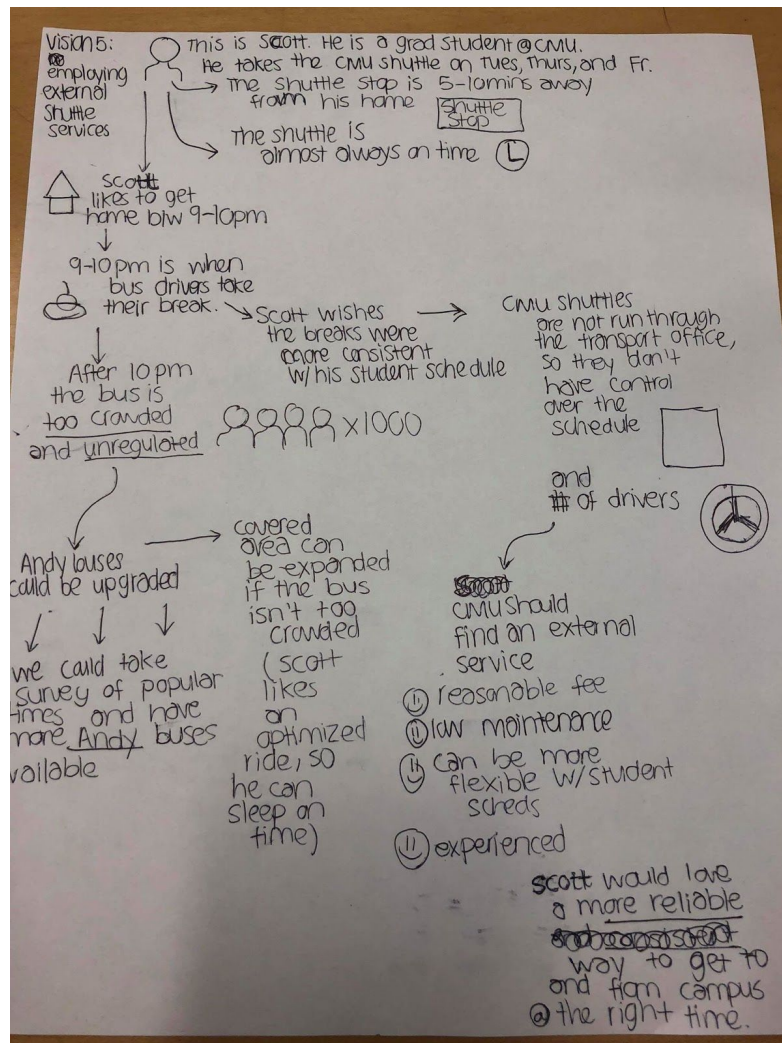 Vision 5:
employing
external
shuttle
services
This is Scott. He is a grad student @ CMU.
He takes the CMU shuttle on Tues, Thurs, and Fr.
The shuttle stop is 5-10mins away
from his home
Shuttle
Stop
The shuttle is
almost always on time
scott
likes to get
home b/w 9-10pm
9-10pm is when
bus drivers take
their break.
Scott wishes
the breaks were
more consistent
w/his student schedule
CMU shuttles
are not run through
the transport office,
so they don't
have control
over the
schedule
and
# of drivers
After 10 pm
the bus is
too crowded
and unregulated
x1000
Andy buses
could be upgraded
we could take
survey of popular
times and have
more Andy buses
vailable
covered
area can
be expanded
if the bus
isn't too
crowded
(scott
likes
an
optimized
ride, so
he can
sleep on
time)
CMU should
find an external
service
reasonable fee
low maintenance
can be more
flexible w/student
scheds
experienced
scott would love
a more reliable
way to get to
and from campus
@ the right time.